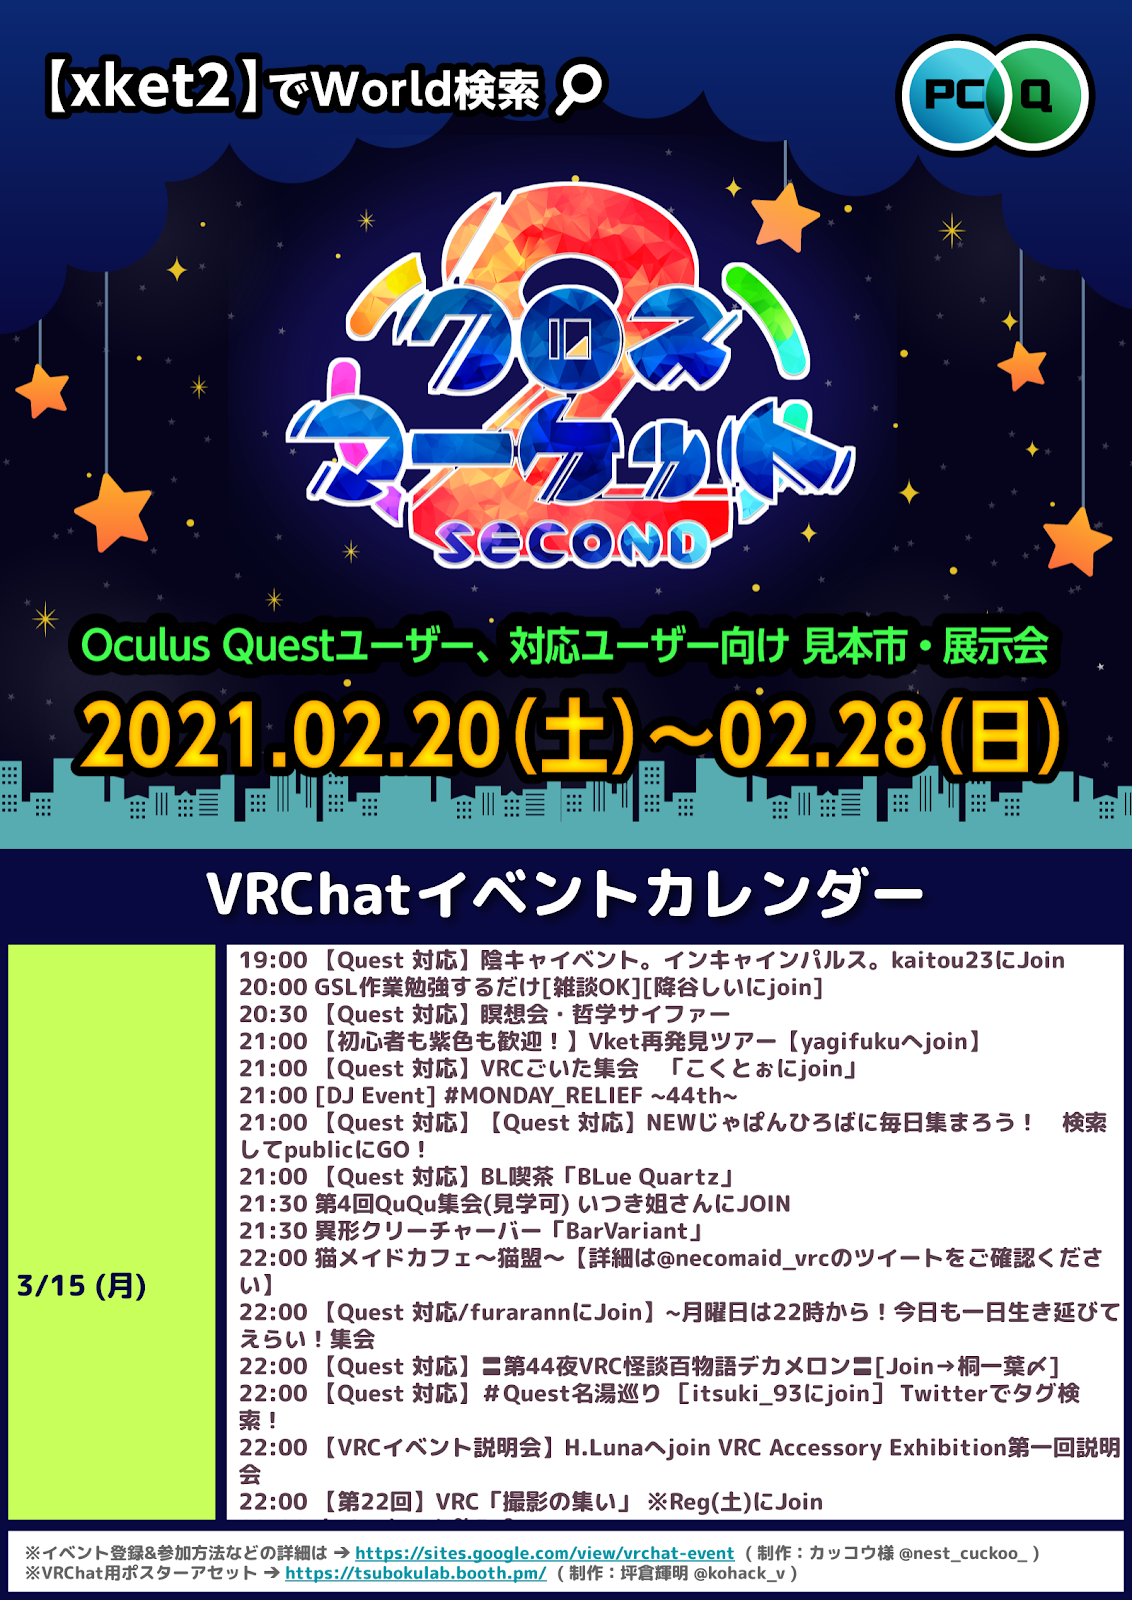 【xket2】でWorld検索
PC Q
クロス
マーケット
2
SECOND
Oculus Questユーザー、対応ユーザー向け 見本市・展示会
2021.02.20(土)～02.28(日)
VRChatイベントカレンダー
3/15 (月)
19:00 【Quest 対応】陰キャイベント。インキャインパルス。kaitou23にJoin
20:00 GSL作業勉強するだけ[雑談OK][降谷しいにjoin]
20:30 【Quest 対応】瞑想会・哲学サイファー
21:00 【初心者も紫色も歓迎！】Vket再発見ツアー【yagifukuへjoin】
21:00 【Quest 対応】VRCごいた集会　「こくとぉにjoin」
21:00 [DJ Event] #MONDAY_RELIEF ~44th~
21:00 【Quest 対応】【Quest 対応】NEWじゃぱんひろばに毎日集まろう！　検索
してpublicにGO！
21:00 【Quest 対応】BL喫茶「BLue Quartz」
21:30 第4回QuQu集会(見学可) いつき姐さんにJOIN
21:30 異形クリーチャーバー「BarVariant」
22:00 猫メイドカフェ～猫盟～【詳細は@necomaid_vrcのツイートをご確認くださ
い】
22:00 【Quest 対応/furarannにJoin】~月曜日は22時から！今日も一日生き延びて
えらい！集会
22:00 【Quest 対応】〓第44夜VRC怪談百物語デカメロン〓[Join→桐一葉〆]
22:00 【Quest 対応】＃Quest名湯巡り ［itsuki_93にjoin］ Twitterでタグ検
索！
22:00 【VRCイベント説明会】H.Lunaへjoin VRC Accessory Exhibition第一回説明
会
22:00 【第22回】VRC「撮影の集い」 ※Reg(土)にJoin
※イベント登録&参加方法などの詳細は → https://sites.google.com/view/vrchat-event （制作：カッコウ様 @nest_cuckoo_ ）
※VRChat用ポスターアセット → https://tsubokulab.booth.pm/ （制作：坪倉輝明 @kohack_v ）